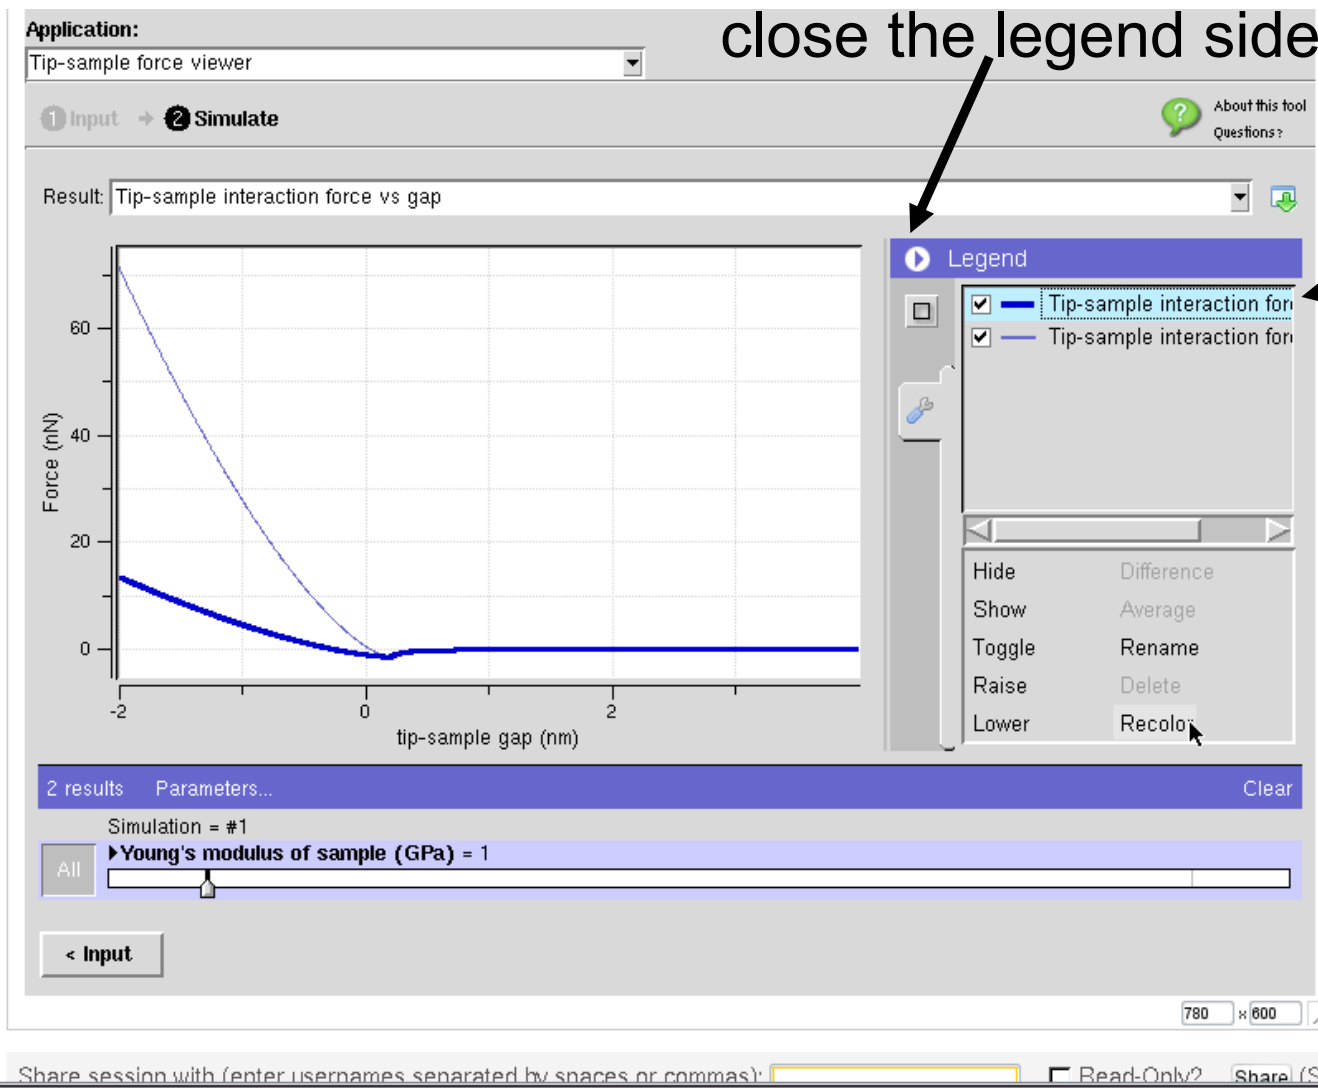 close the legend side
Application:
Tip-sample force viewer
1 Input → 2 Simulate
? About this tool
Questions?
Result: Tip-sample interaction force vs gap
Legend
Tip-sample interaction for
Tip-sample interaction for
60
40
20
0
Force (nN)
-2 0 2
tip-sample gap (nm)
Hide Difference
Show Average
Toggle Rename
Raise Delete
Lower Recolor
2 results Parameters... Clear
Simulation = #1
All
Young's modulus of sample (GPa) = 1
< Input
780 x 600
Share session with (enter usernames separated by spaces or commas): Read-Only? Share (S